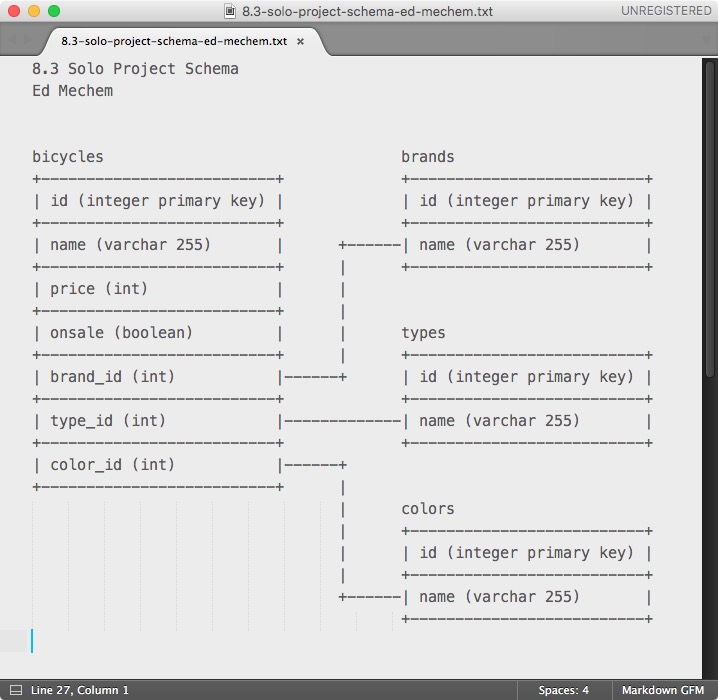 8.3-solo-project-schema-ed-mechem.txt
UNREGISTERED
8.3-solo-project-schema-ed-mechem.txt ×
8.3 Solo Project Schema
Ed Mechem
bicycles
id (integer primary key)
name (varchar 255)
price (int)
onsale (boolean)
brand_id (int)
type_id (int)
color_id (int)
brands
id (integer primary key)
name (varchar 255)
types
id (integer primary key)
name (varchar 255)
colors
id (integer primary key)
name (varchar 255)
Line 27, Column 1
Spaces: 4
Markdown GFM